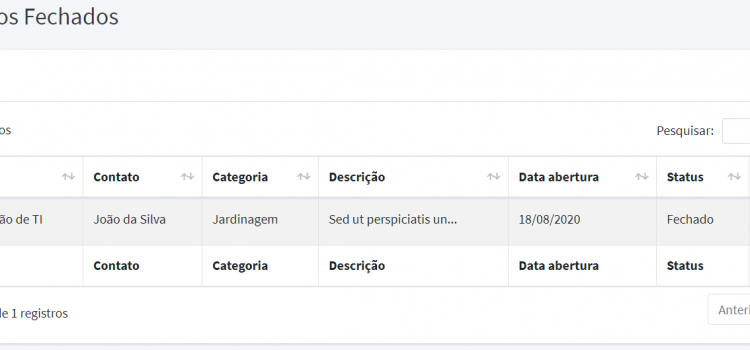 os Fechados
os Pesquisar:
Contato Categoria Descrição Data abertura Status
ão de TI João da Silva Jardinagem Sed ut perspiciatis un... 18/08/2020 Fechado
Contato Categoria Descrição Data abertura Status
de 1 registros Anteri